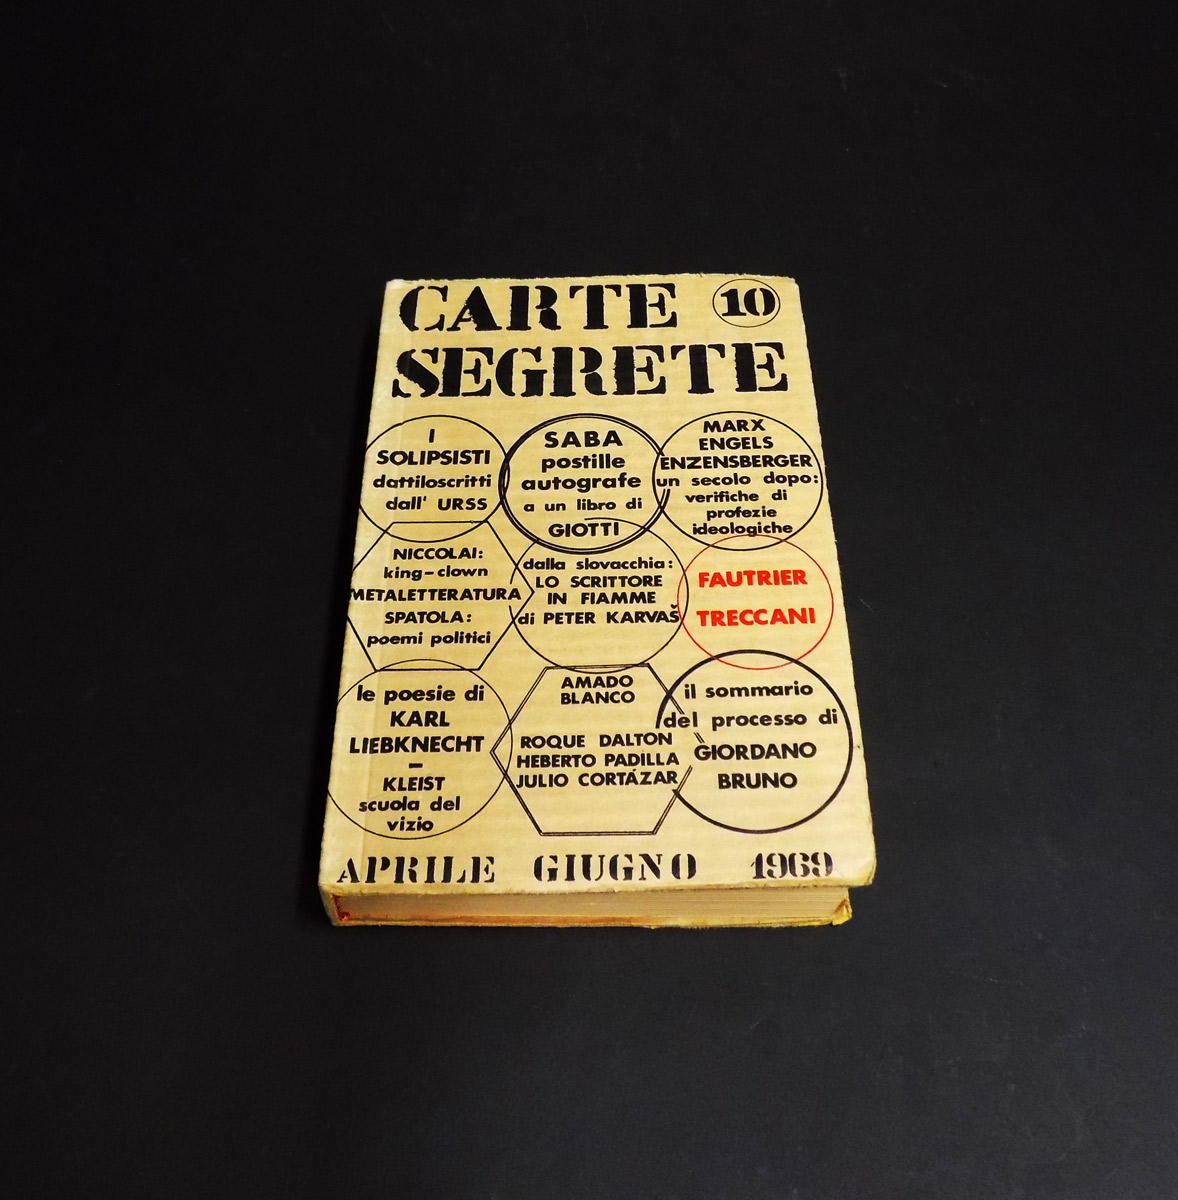 CARTE 10
SEGRETE
I
SOLIPSISTI
dattiloscritti
dall' URSS
SABA
postille
autografe
a un libro di
GIOTTI
MARX
ENGELS
ENZENSBERGER
un secolo dopo:
verifiche di
profezie
ideologiche
NICCOLAI:
king-clown
METALETTERATURA
SPATOLA:
poemi politici
dalla slovacchia:
LO SCRITTORE
IN FIAMME
di PETER KARVAŠ
FAUTRIER
TRECCANI
le poesie di
KARL
LIEBKNECHT
–
KLEIST
scuola del
vizio
AMADO
BLANCO
ROQUE DALTON
HEBERTO PADILLA
JULIO CORTÁZAR
il sommario
del processo di
GIORDANO
BRUNO
APRILE GIUGNO 1969